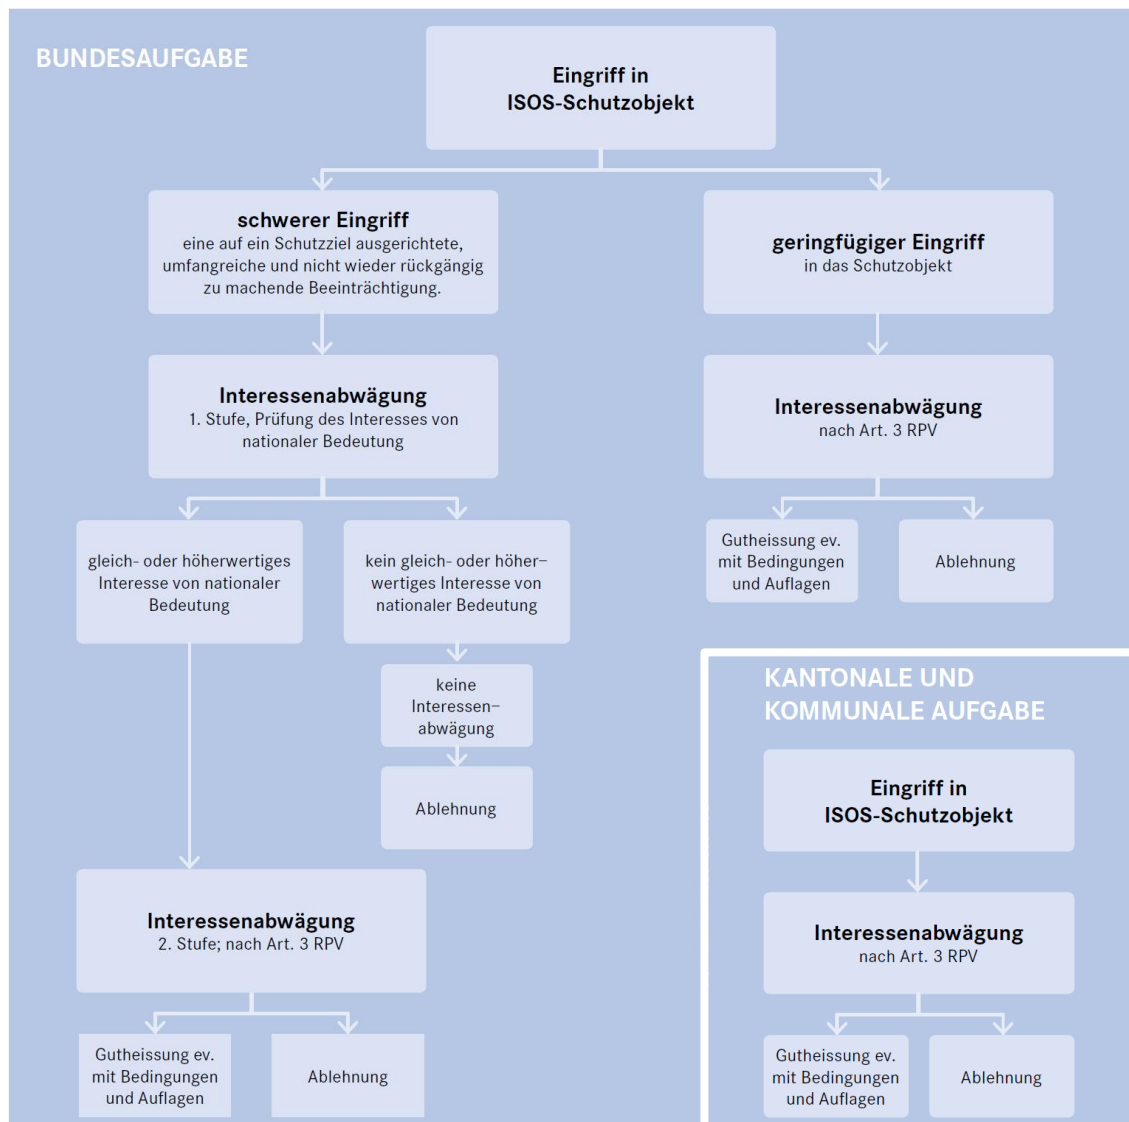 BUNDESAUFGABE
Eingriff in
ISOS-Schutzobjekt
schwerer Eingriff
eine auf ein Schutzziel ausgerichtete,
umfangreiche und nicht wieder rückgängig
zu machende Beeinträchtigung.
geringfügiger Eingriff
in das Schutzobjekt
Interessenabwägung
1. Stufe, Prüfung des Interesses von
nationaler Bedeutung
Interessenabwägung
nach Art. 3 RPV
gleich- oder höherwertiges
Interesse von nationaler
Bedeutung
kein gleich- oder höher–
wertiges Interesse von
nationaler Bedeutung
Gutheissung ev.
mit Bedingungen
und Auflagen
Ablehnung
keine
Interessen–
abwägung
Ablehnung
Interessenabwägung
2. Stufe; nach Art. 3 RPV
Gutheissung ev.
mit Bedingungen
und Auflagen
Ablehnung
KANTONALE UND
KOMMUNALE AUFGABE
Eingriff in
ISOS-Schutzobjekt
Interessenabwägung
nach Art. 3 RPV
Gutheissung ev.
mit Bedingungen
und Auflagen
Ablehnung